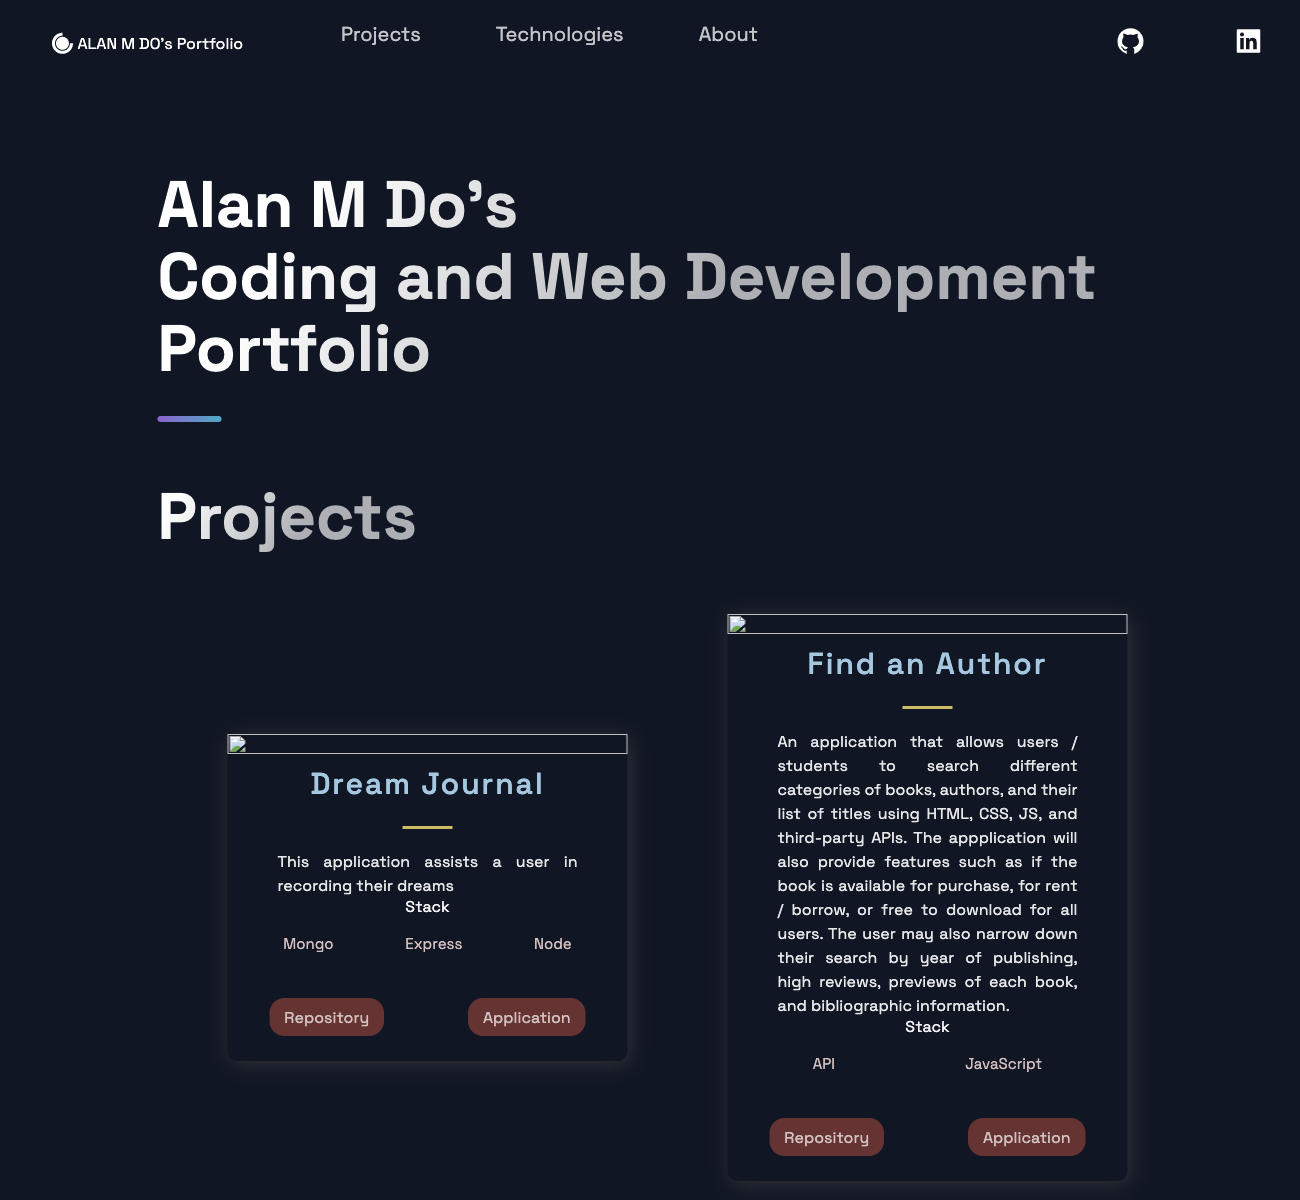 ALAN M DO's Portfolio
Projects
Technologies
About
Alan M Do's
Coding and Web Development
Portfolio
Projects
Dream Journal
This application assists a user in
recording their dreams
Stack
Mongo Express Node
Repository Application
Find an Author
An application that allows users /
students to search different
categories of books, authors, and their
list of titles using HTML, CSS, JS, and
third-party APIs. The appplication will
also provide features such as if the
book is available for purchase, for rent
/ borrow, or free to download for all
users. The user may also narrow down
their search by year of publishing,
high reviews, previews of each book,
and bibliographic information.
Stack
API JavaScript
Repository Application